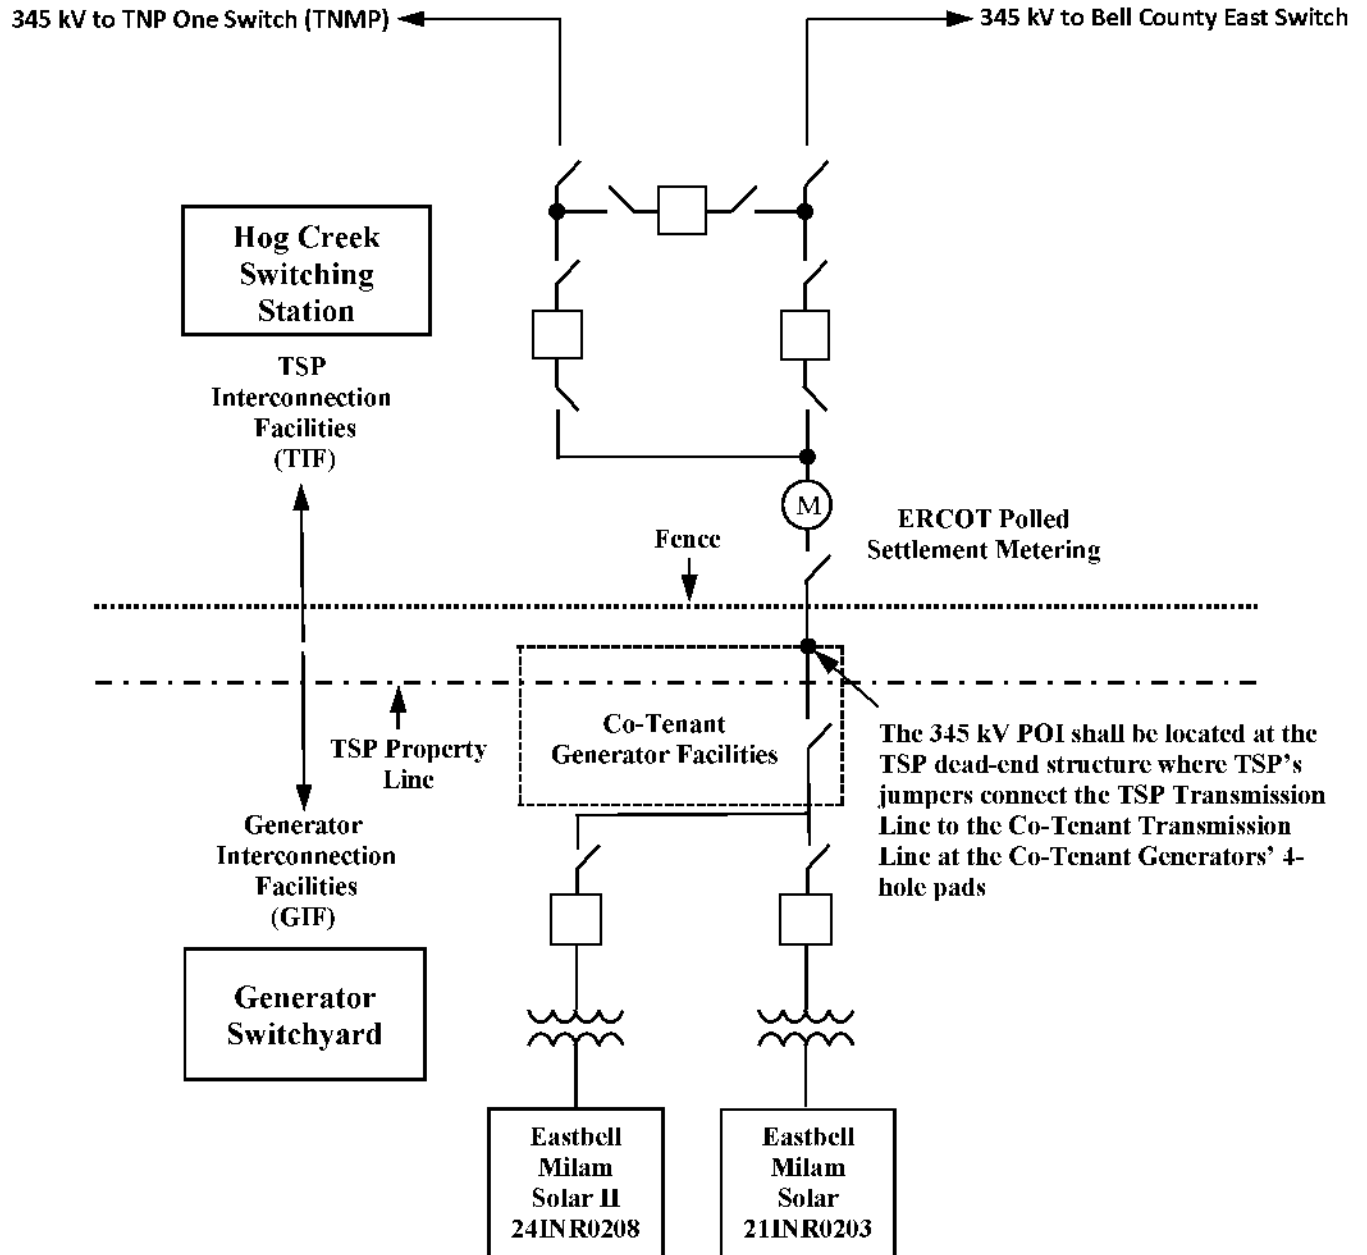 345 kV to TNP One Switch (TNMP)
345 kV to Bell County East Switch
Hog Creek
Switching
Station
TSP
Interconnection
Facilities
(TIF)
M
ERCOT Polled
Settlement Metering
Fence
Co-Tenant
Generator Facilities
TSP Property
Line
The 345 kV POI shall be located at the
TSP dead-end structure where TSP's
jumpers connect the TSP Transmission
Line to the Co-Tenant Transmission
Line at the Co-Tenant Generators' 4-
hole pads
Generator
Interconnection
Facilities
(GIF)
Generator
Switchyard
Eastbell
Milam
Solar II
24INR0208
Eastbell
Milam
Solar
21INR0203